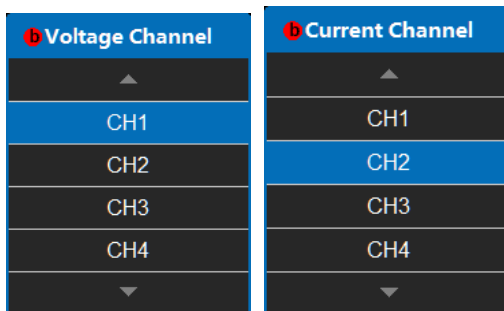 b Voltage Channel
CH1
CH2
CH3
CH4
b Current Channel
CH1
CH2
CH3
CH4